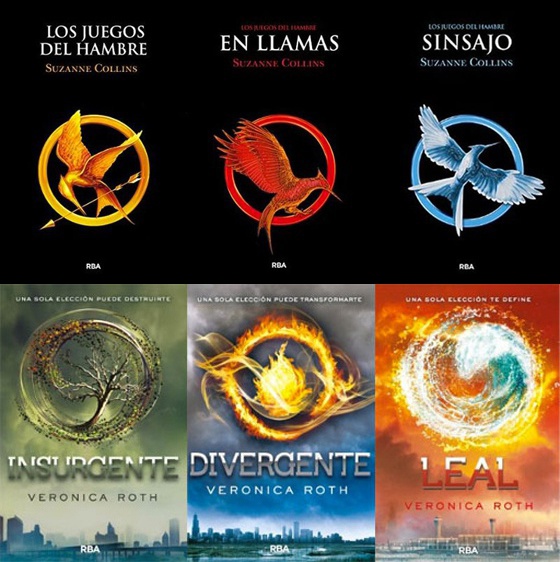 LOS JUEGOS
DEL HAMBRE
SUZANNE COLLINS
RBA
LOS JUEGOS DEL HAMBRE
EN LLAMAS
SUZANNE COLLINS
RBA
LOS JUEGOS DEL HAMBRE
SINSAJO
SUZANNE COLLINS
RBA
UNA SOLA ELECCIÓN PUEDE DESTRUIRTE
INSURGENTE
VERONICA ROTH
RBA
UNA SOLA ELECCIÓN PUEDE TRANSFORMARTE
DIVERGENTE
VERONICA ROTH
RBA
UNA SOLA ELECCIÓN TE DEFINE
LEAL
VERONICA ROTH
RBA